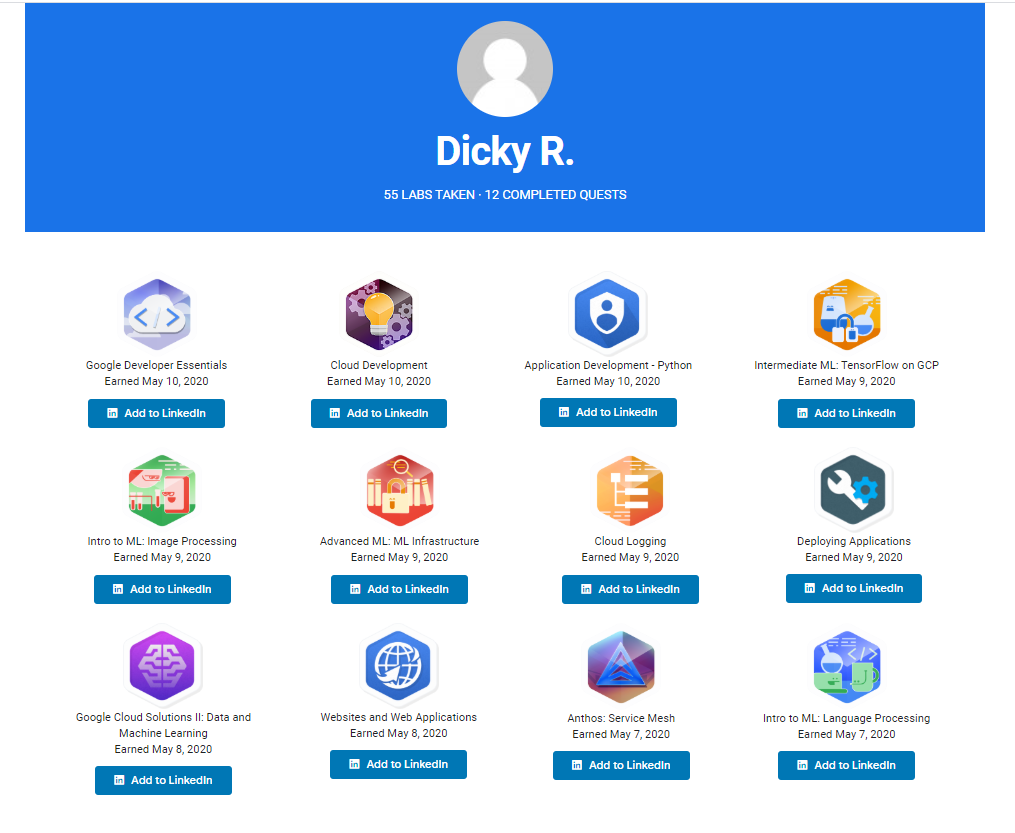 Dicky R.
55 LABS TAKEN · 12 COMPLETED QUESTS
Google Developer Essentials
Earned May 10, 2020
Add to LinkedIn
Cloud Development
Earned May 10, 2020
Add to LinkedIn
Application Development - Python
Earned May 10, 2020
Add to LinkedIn
Intermediate ML: TensorFlow on GCP
Earned May 9, 2020
Add to LinkedIn
Intro to ML: Image Processing
Earned May 9, 2020
Add to LinkedIn
Advanced ML: ML Infrastructure
Earned May 9, 2020
Add to LinkedIn
Cloud Logging
Earned May 9, 2020
Add to LinkedIn
Deploying Applications
Earned May 9, 2020
Add to LinkedIn
Google Cloud Solutions II: Data and
Machine Learning
Earned May 8, 2020
Add to LinkedIn
Websites and Web Applications
Earned May 8, 2020
Add to LinkedIn
Anthos: Service Mesh
Earned May 7, 2020
Add to LinkedIn
Intro to ML: Language Processing
Earned May 7, 2020
Add to LinkedIn